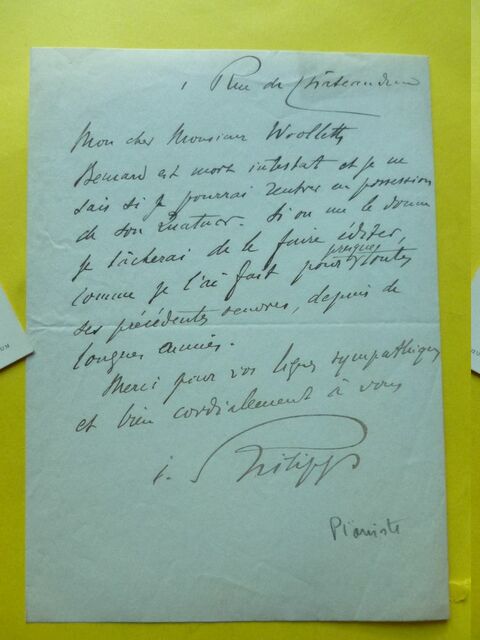 1 Rue de Châteaudun
Mon cher Monsieur Woollett
Bernard est mort intestat et je ne
sais si je pourrai rentrer en possession
de son Quatuor. Si on me le donne
je tâcherai de le faire éditer,
comme je l'ai fait pour presque toutes
ses précédentes oeuvres, depuis de
longues années.
Merci pour vos lignes sympathiques
et bien cordialement à vous
i. Philipp
Pianiste